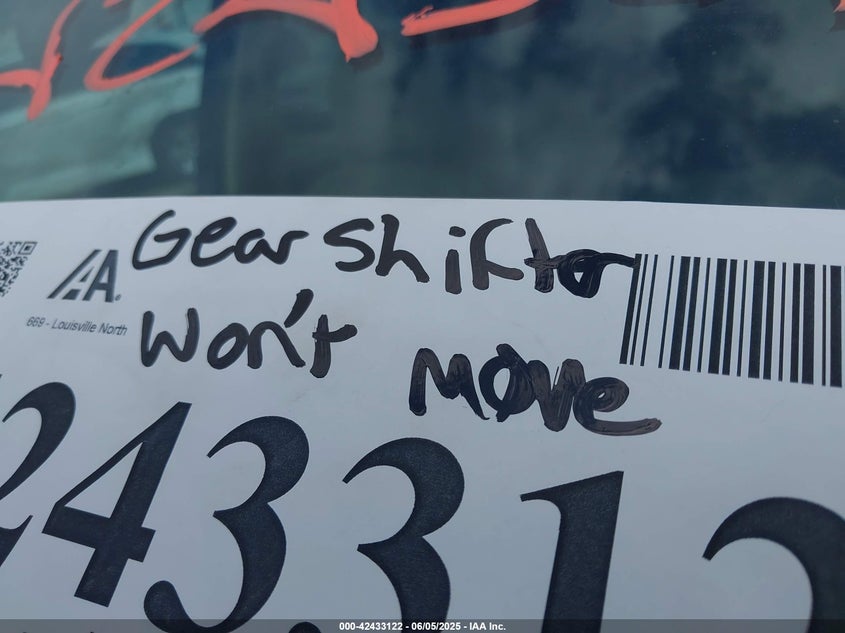 Gear Shifter
IAA.
669 - Louisville North
Won't
Move
243312
000-42433122 - 06/05/2025 - IAA Inc.